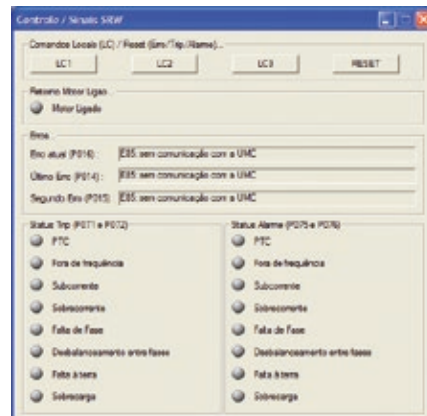 Controlo / Sinais SRW
Comandos Locais (LC) / Reset (Erro/Trip/Alarme)...
LC1 LC2 LC3 RESET
Retorno Motor Ligao...
Motor Ligado
Erros...
Erro atual (P016) : E85: sem comunicação com a UMC
Último Erro (P014) : E85: sem comunicação com a UMC
Segundo Erro (P015) : E85: sem comunicação com a UMC
Status Trip (P071 e P072)
PTC
Fora de frequência
Subcorrente
Sobrecorrente
Falta de Fase
Desbalanceamento entre fases
Falta à terra
Sobrecarga
Status Alarme (P075 e P076)
PTC
Fora de frequência
Subcorrente
Sobrecorrente
Falta de Fase
Desbalanceamento entre fases
Falta à terra
Sobrecarga